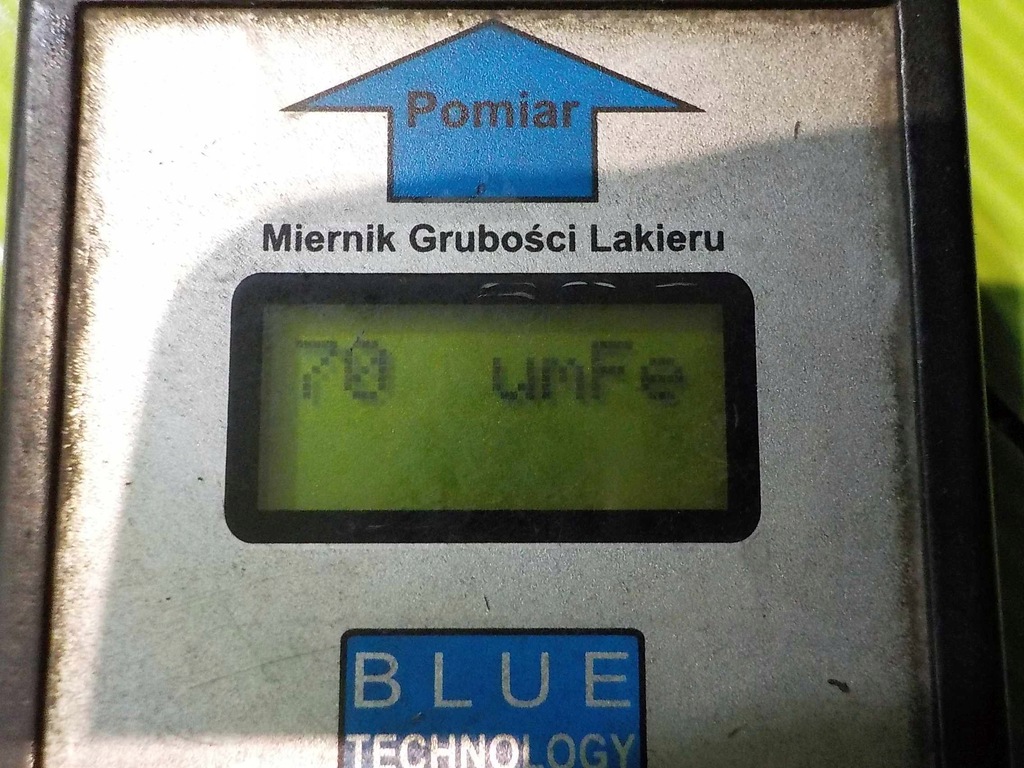 Pomiar
Miernik Grubości Lakieru
70 umFe
BLUE
TECHNOLOGY